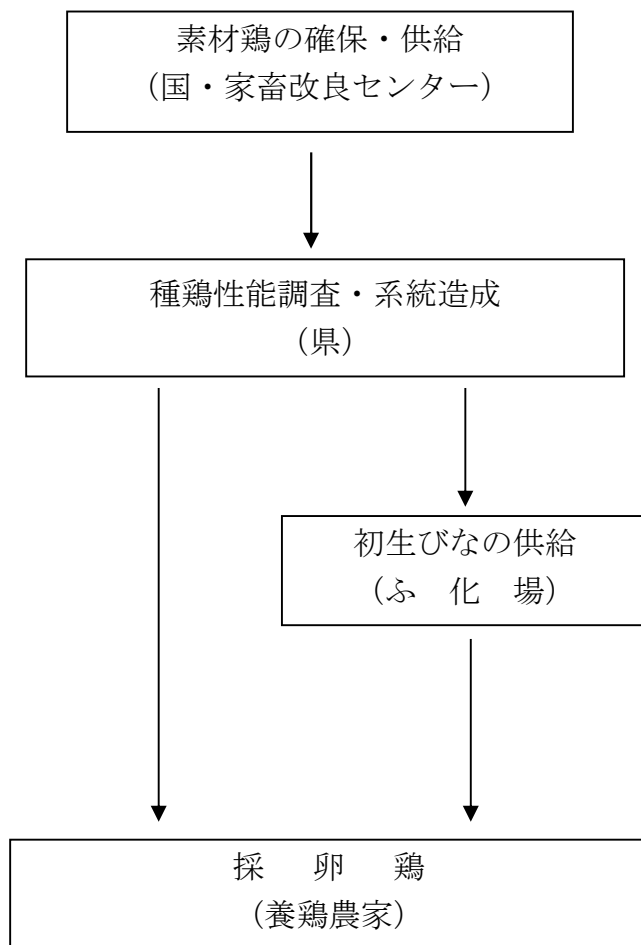 素材鶏の確保・供給
（国・家畜改良センター）
種鶏性能調査・系統造成
（県）
初生びなの供給
（ふ　化　場）
採　卵　鶏
（養鶏農家）